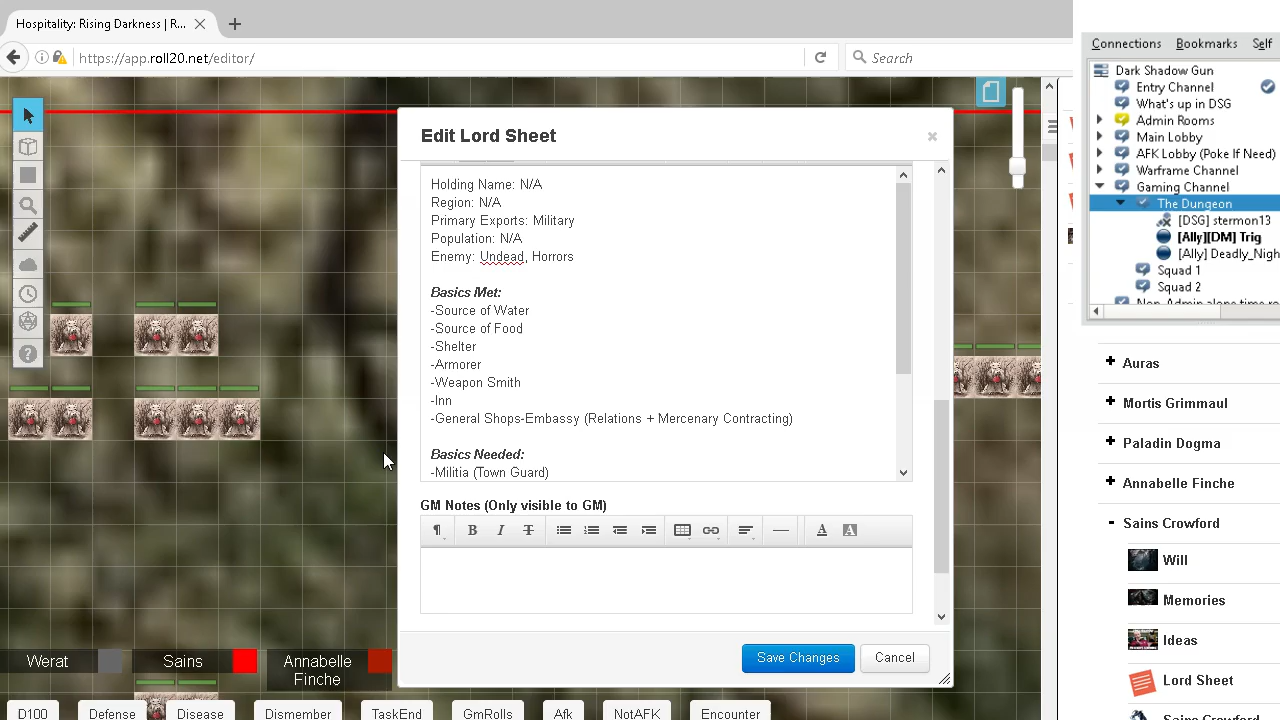 Hospitality: Rising Darkness | R...
https://app.roll20.net/editor/
Search
Edit Lord Sheet
Holding Name: N/A
Region: N/A
Primary Exports: Military
Population: N/A
Enemy: Undead, Horrors
Basics Met:
-Source of Water
-Source of Food
-Shelter
-Armorer
-Weapon Smith
-Inn
-General Shops-Embassy (Relations + Mercenary Contracting)
Basics Needed:
-Militia (Town Guard)
GM Notes (Only visible to GM)
Save Changes
Cancel
Werat
Sains
Annabelle
Finche
D100
Defense
Disease
Dismember
TaskEnd
GmRolls
Afk
NotAFK
Encounter
Connections Bookmarks Self
Dark Shadow Gun
Entry Channel
What's up in DSG
Admin Rooms
Main Lobby
AFK Lobby (Poke If Need)
Warframe Channel
Gaming Channel
The Dungeon
[DSG] stermon13
[Ally][DM] Trig
[Ally] Deadly_Nigh
Squad 1
Squad 2
Auras
Mortis Grimmaul
Paladin Dogma
Annabelle Finche
Sains Crowford
Will
Memories
Ideas
Lord Sheet
Sains Crowford